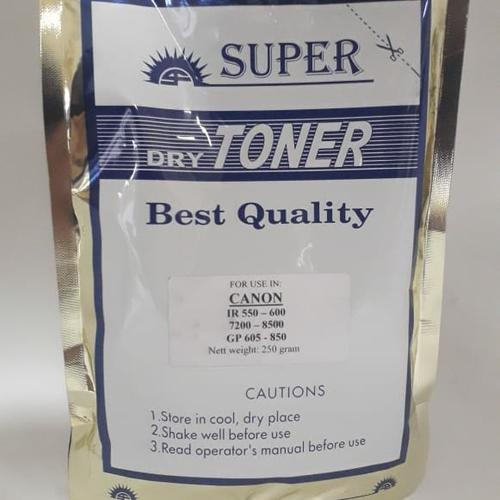 SUPER
DRY TONER
Best Quality
FOR USE IN:
CANON
IR 550 – 600
7200 – 8500
GP 605 - 850
Nett weight: 250 gram
CAUTIONS
1.Store in cool, dry place
2.Shake well before use
3.Read operator's manual before use